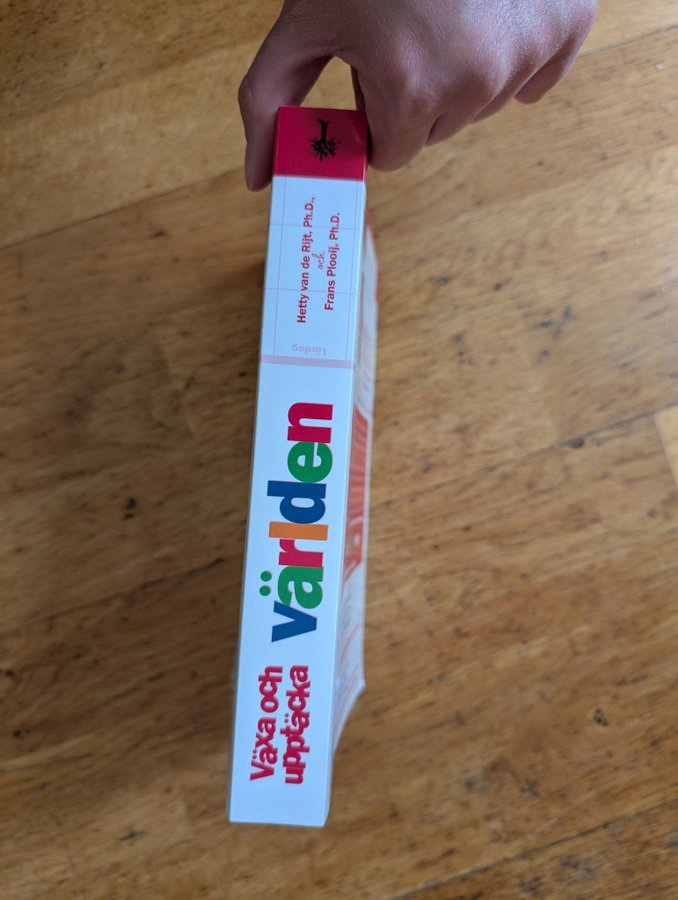 Växa och
upptäcka
världen
Lördag
Hetty van de Rijt, Ph.D.,
och
Frans Plooij, Ph.D.